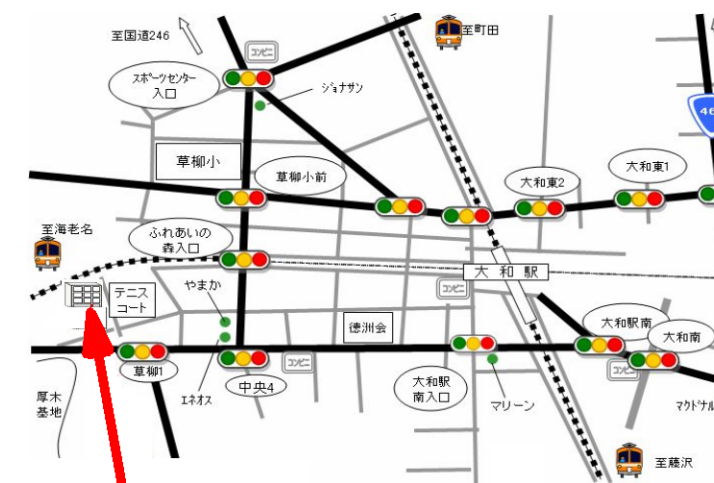 至国道246
コンビニ
至町田
スポーツセンター
入口
ジョナサン
46
草柳小
草柳小前
大和東2
大和東1
至海老名
ふれあいの
森入口
大 和 駅
やまか
コンビニ
テニス
コート
徳洲会
大和駅南
大和南
草柳1
中央4
コンビニ
大和駅
南入口
コンビニ
厚木
基地
エネオス
マリーン
マクドナル
至藤沢